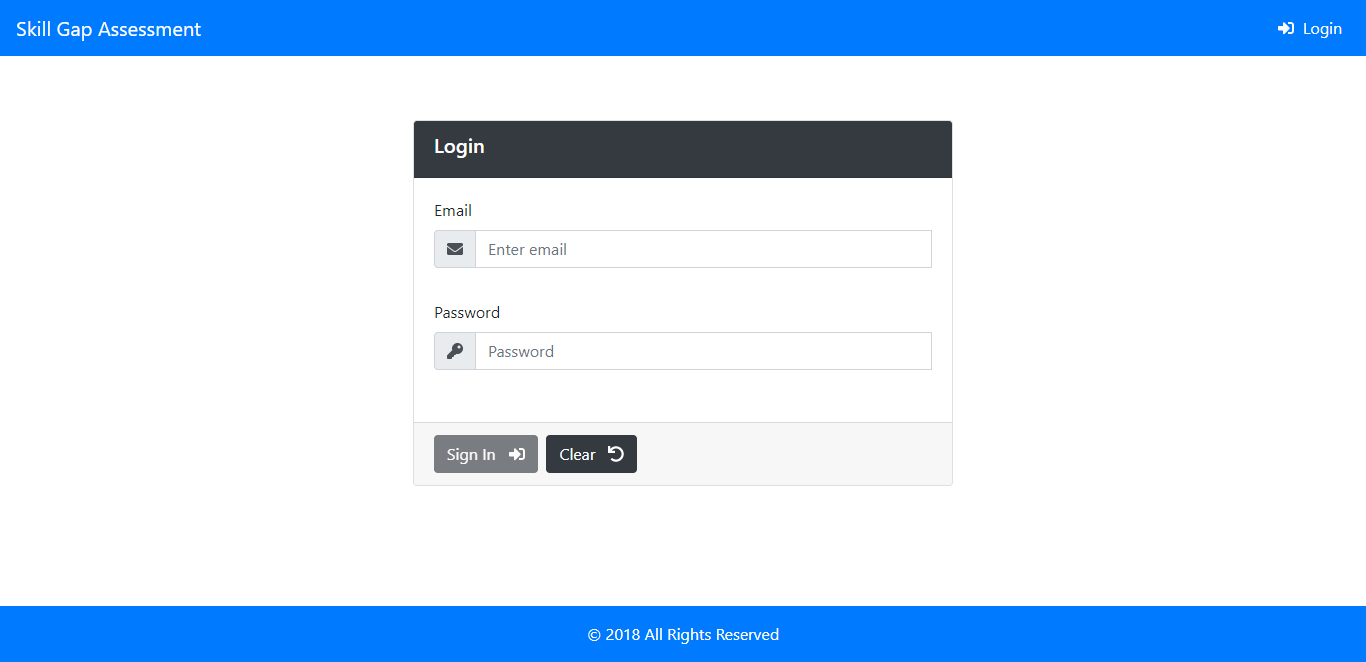 Skill Gap Assessment
Login
Login
Email
Enter email
Password
Password
Sign In
Clear
© 2018 All Rights Reserved